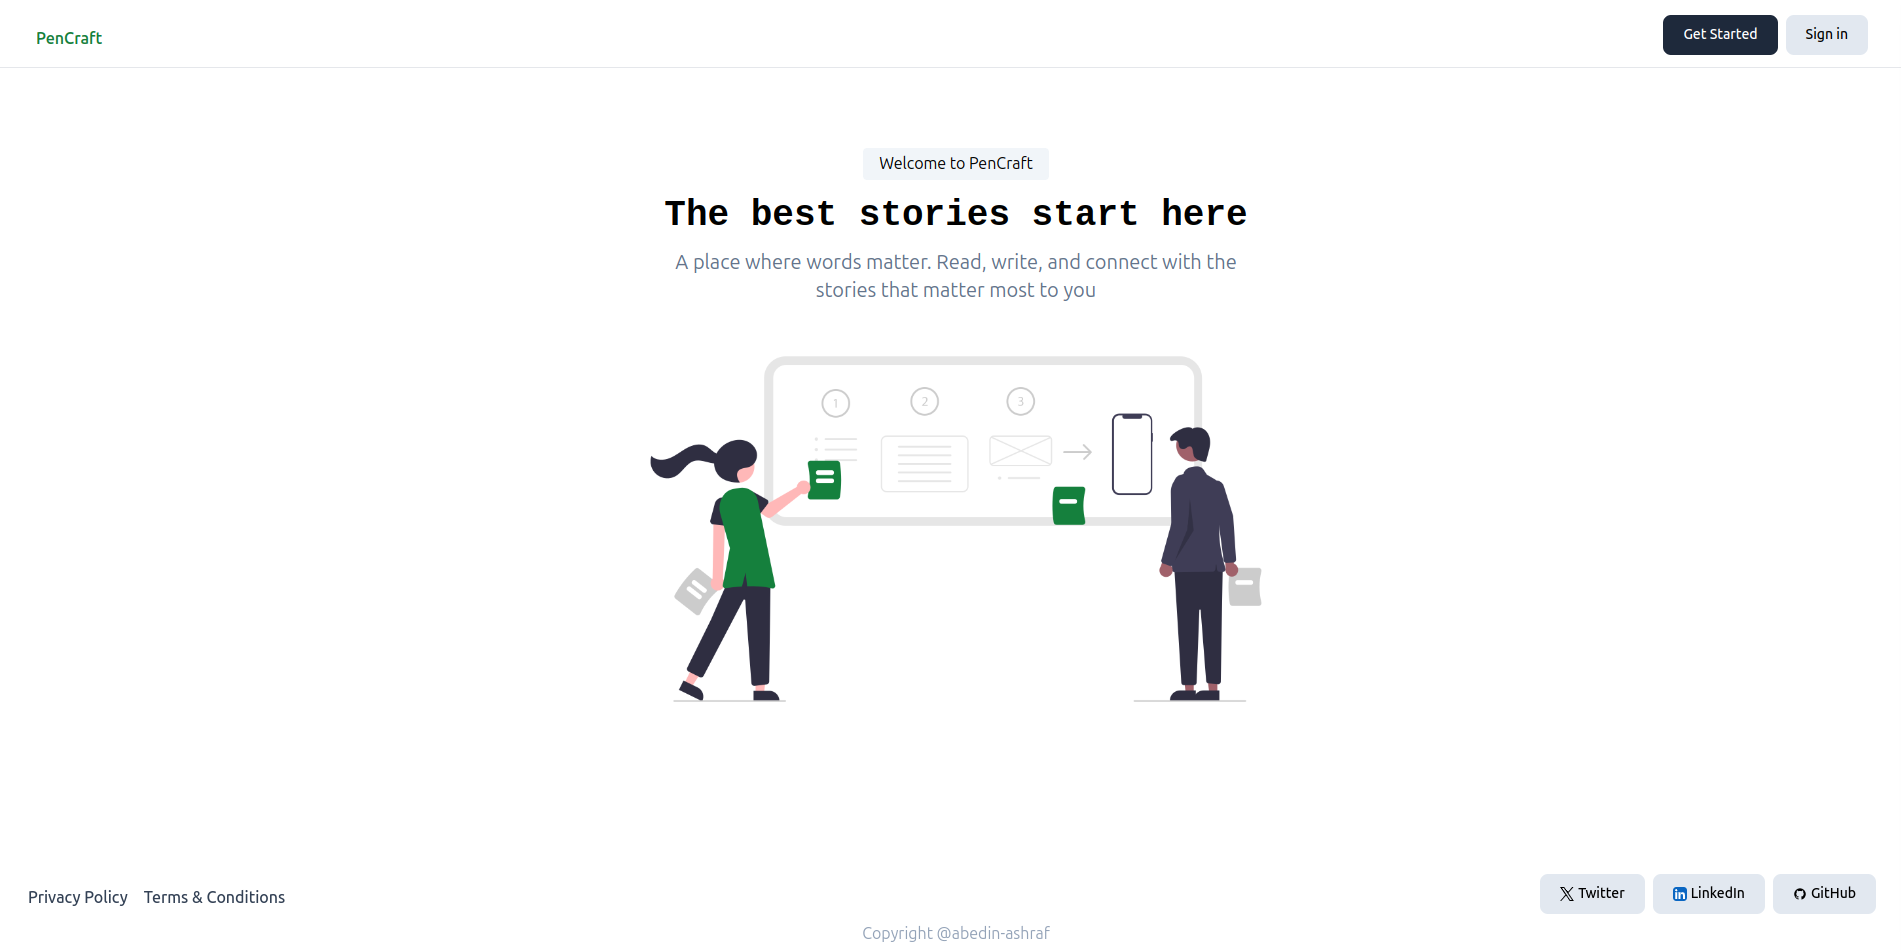 PenCraft
Get Started
Sign in
Welcome to PenCraft
The best stories start here
A place where words matter. Read, write, and connect with the
stories that matter most to you
1
2
3
Privacy Policy
Terms & Conditions
Twitter
LinkedIn
GitHub
Copyright @abedin-ashraf